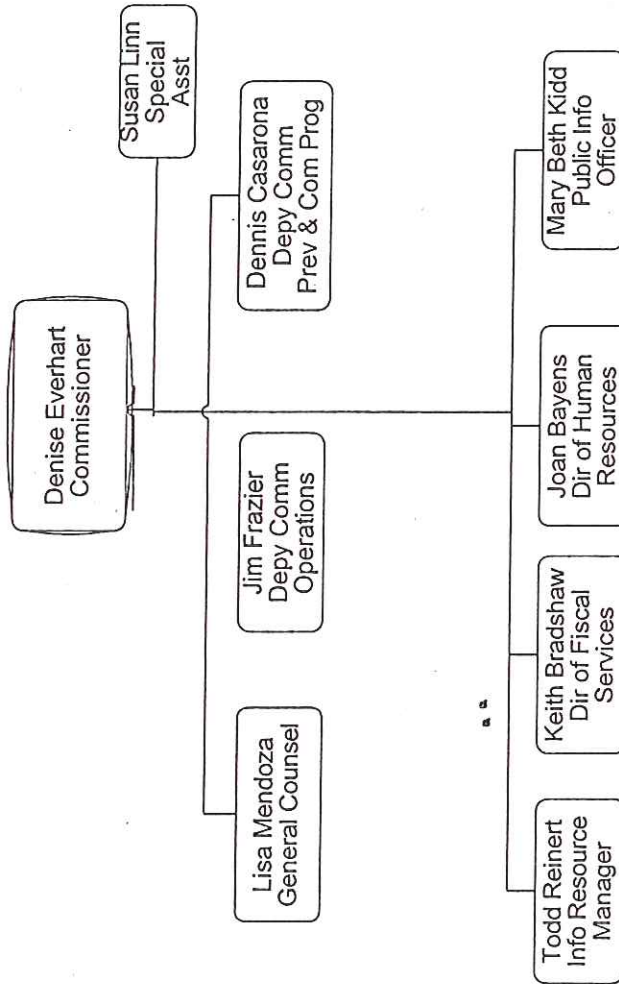 Denise Everhart
Commissioner
Susan Linn
Special
Asst
Lisa Mendoza
General Counsel
Jim Frazier
Depy Comm
Operations
Dennis Casarona
Depy Comm
Prev & Com Prog
Todd Reinert
Info Resource
Manager
Keith Bradshaw
Dir of Fiscal
Services
Joan Bayens
Dir of Human
Resources
Mary Beth Kidd
Public Info
Officer